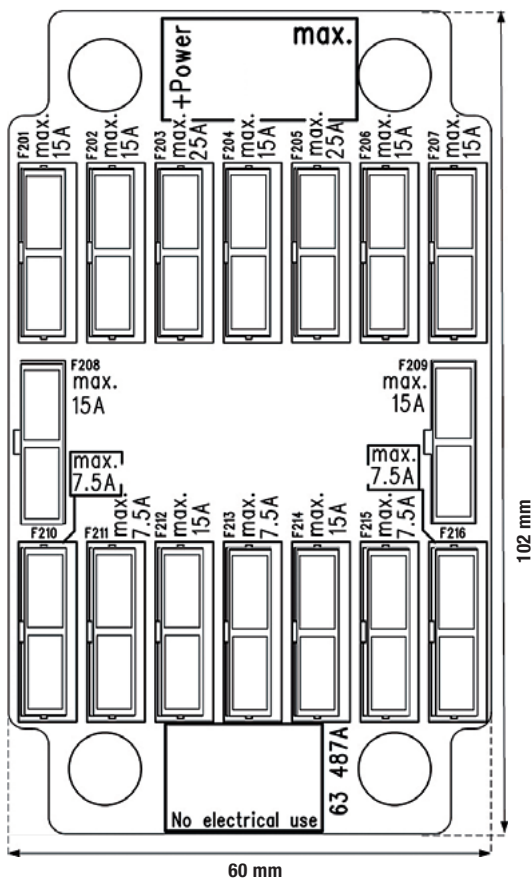 +Power
max.
F201
max.
15A
F202
max.
15A
F203
max.
25A
F204
max.
15A
F205
max.
25A
F206
max.
15A
F207
max.
15A
F208
max.
15A
F209
max.
15A
max.
7.5A
max.
7.5A
F210
F211
max.
7.5A
F212
max.
15A
F213
max.
7.5A
F214
max.
15A
F215
max.
7.5A
F216
102 mm
No electrical use
63 487A
60 mm